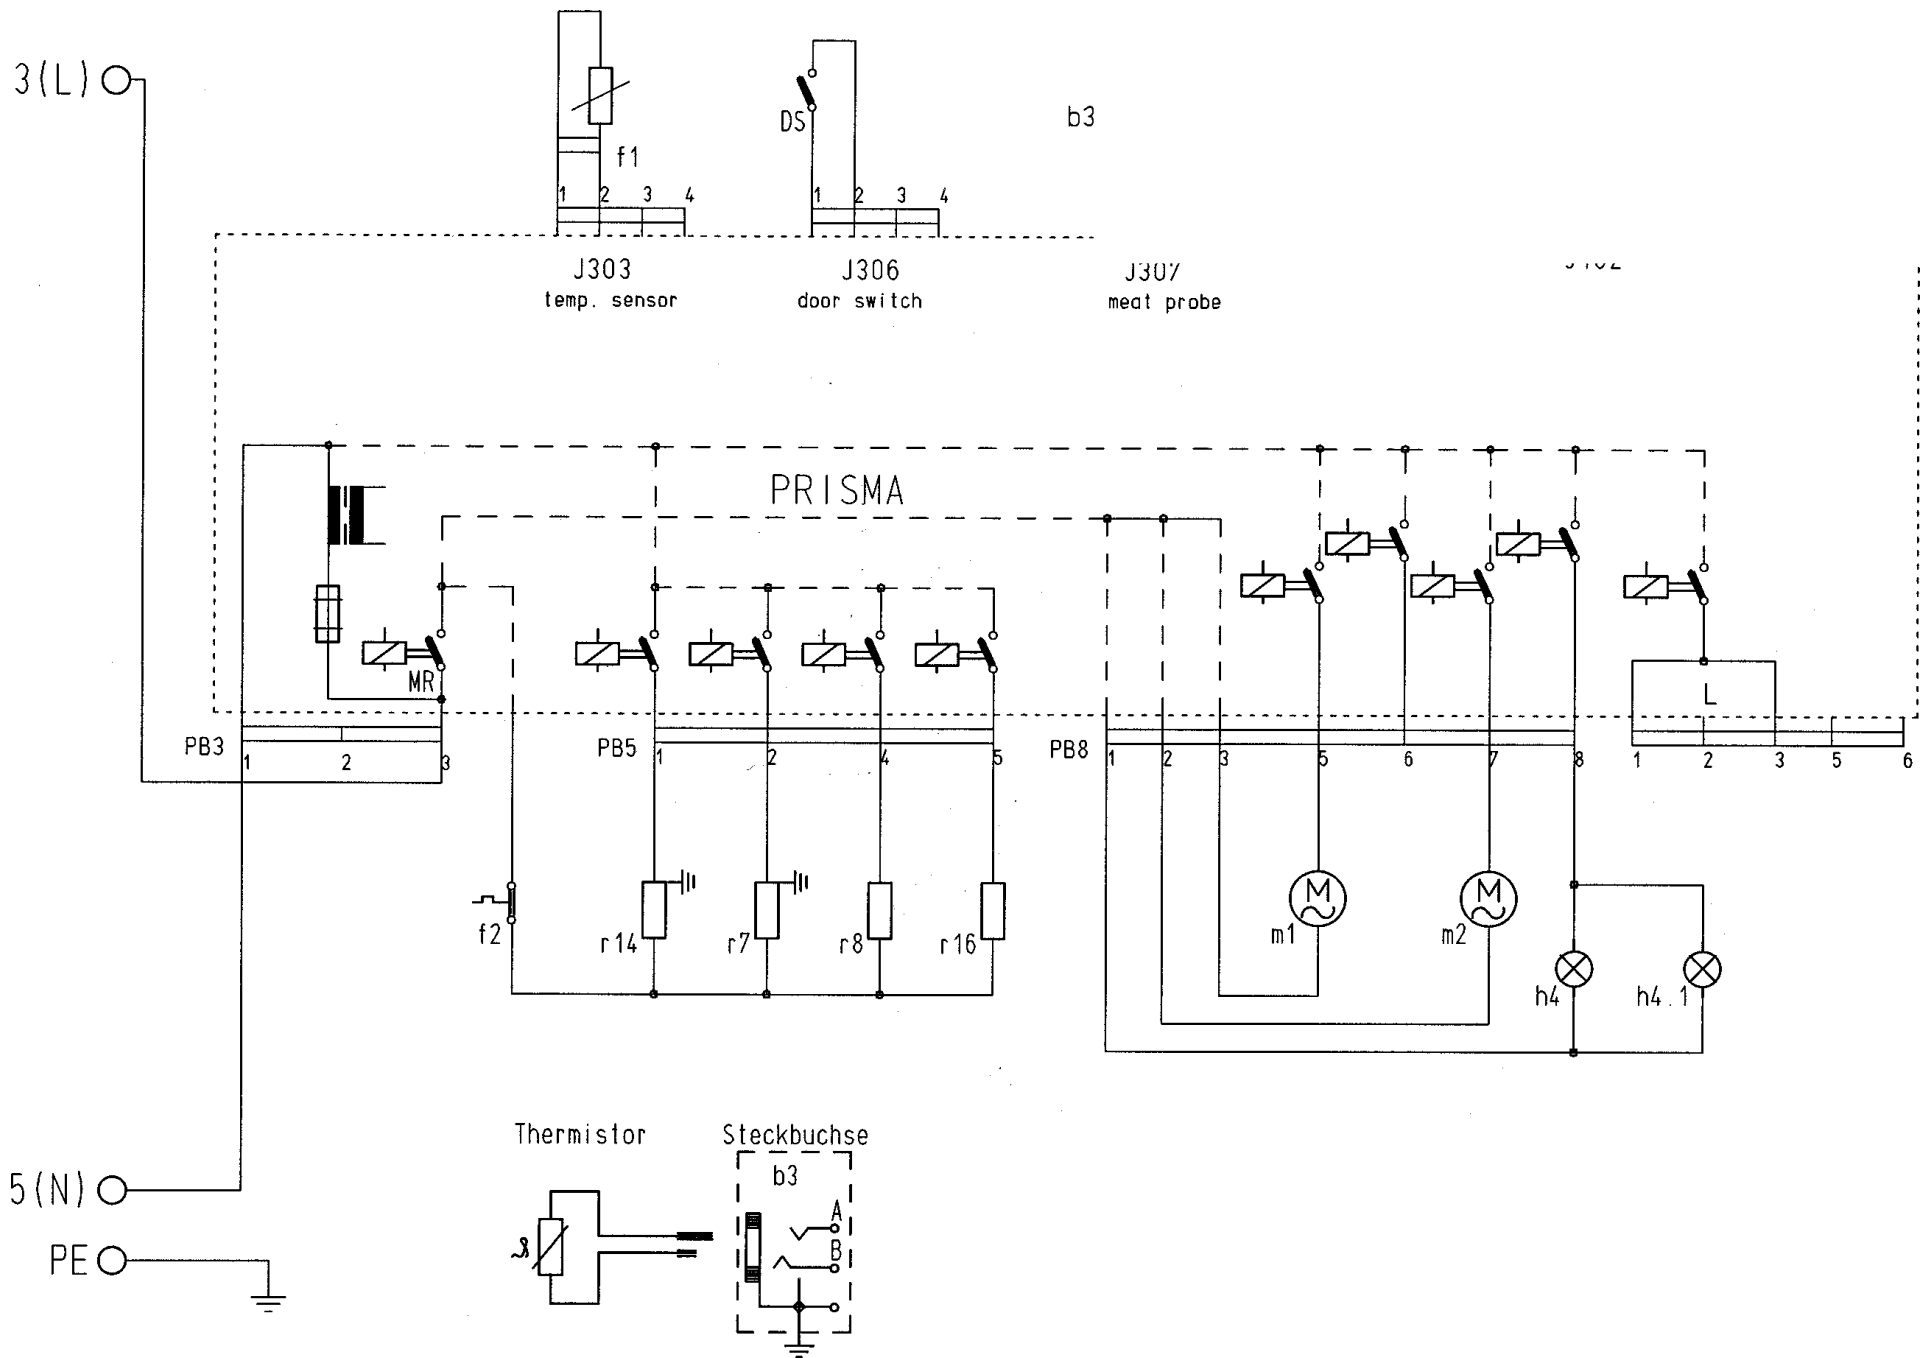 3(L)
DS
b3
f1
1 2 3 4
1 2 3 4
J303
J306
J307
temp. sensor
door switch
meat probe
PRISMA
MR
L
PB3
1 2 3
PB5
1 2 4 5
PB8
1 2 3 5 6 7 8
1 2 3 5 6
f2
r14
r7
r8
r16
M
m1
M
m2
h4
h4.1
Thermistor
Steckbuchse
b3
5(N)
A
ϑ
B
PE